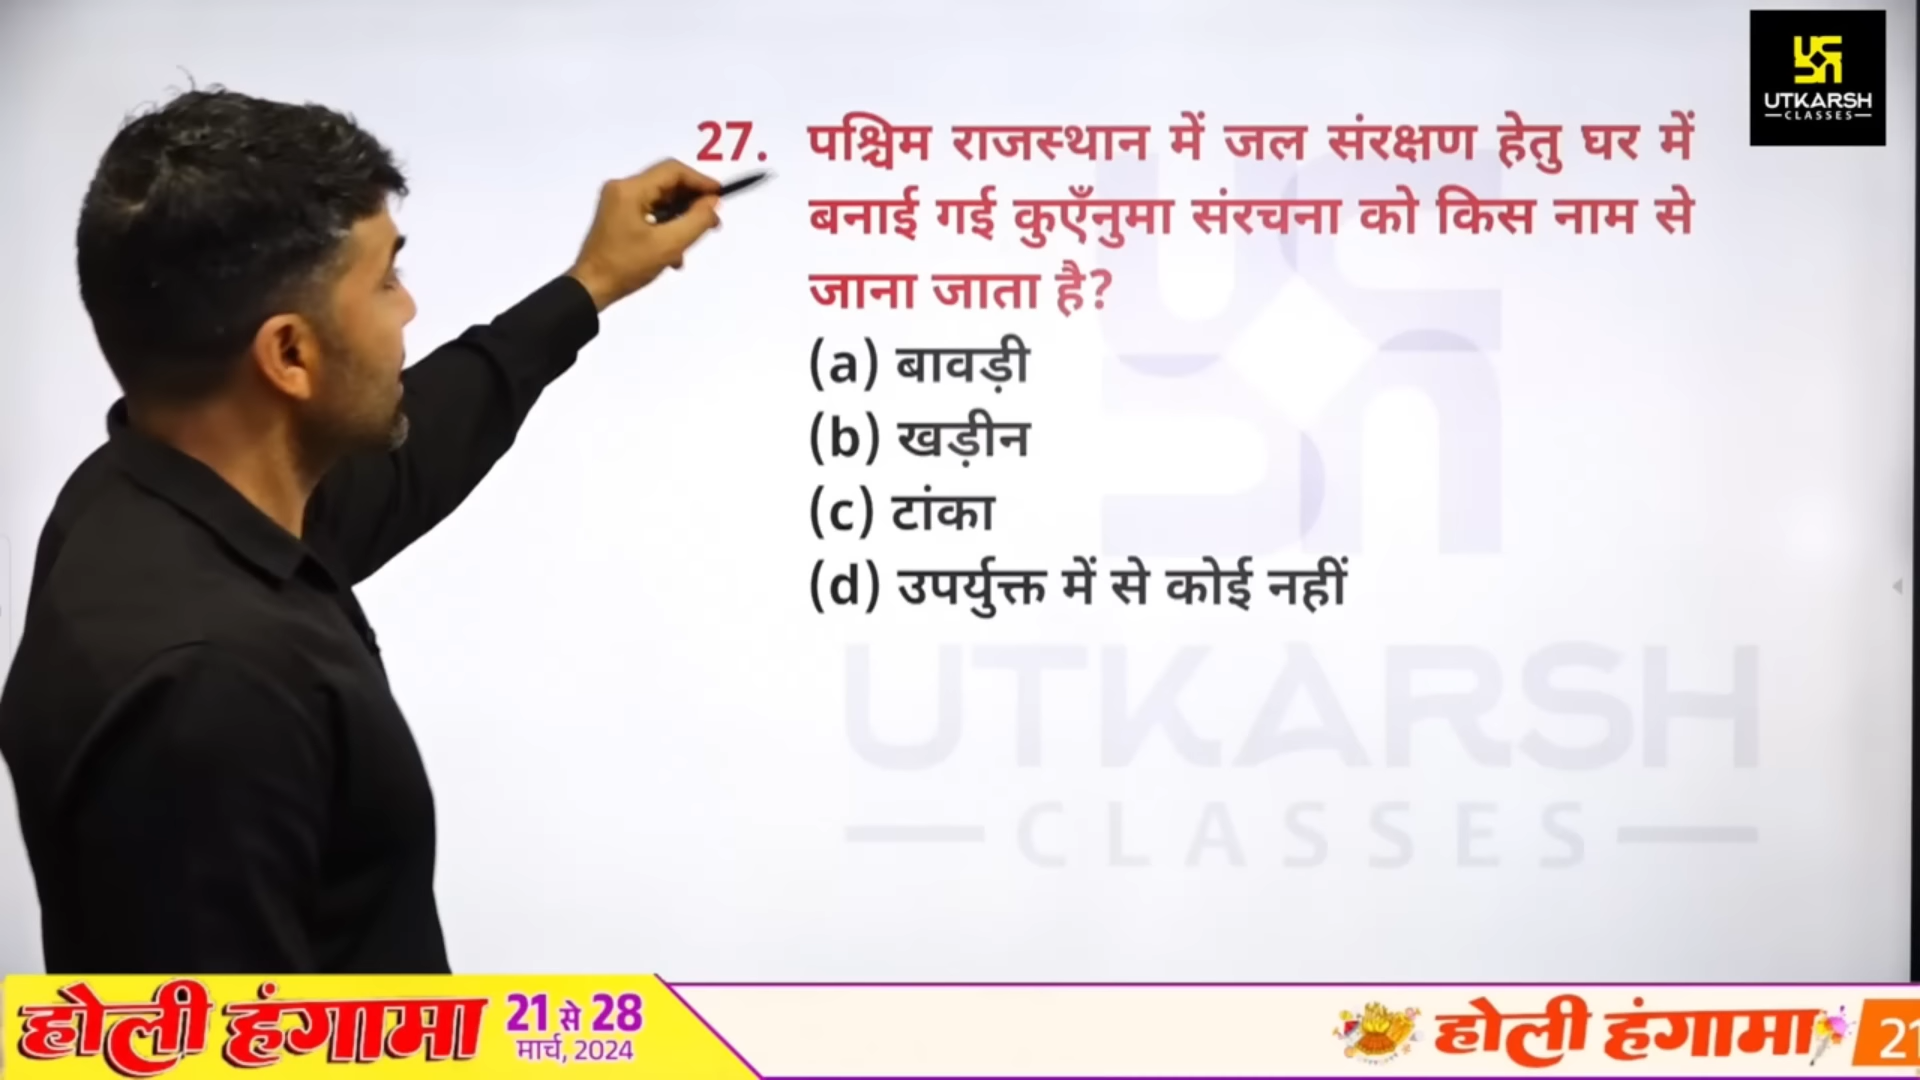 UTKARSH
CLASSES
27. पश्चिम राजस्थान में जल संरक्षण हेतु घर में
बनाई गई कुएँनुमा संरचना को किस नाम से
जाना जाता है?
(a) बावड़ी
(b) खड़ीन
(c) टांका
(d) उपर्युक्त में से कोई नहीं
UTKARSH
CLASSES
होली हंगामा 21 से 28
मार्च, 2024
होली हंगामा 21